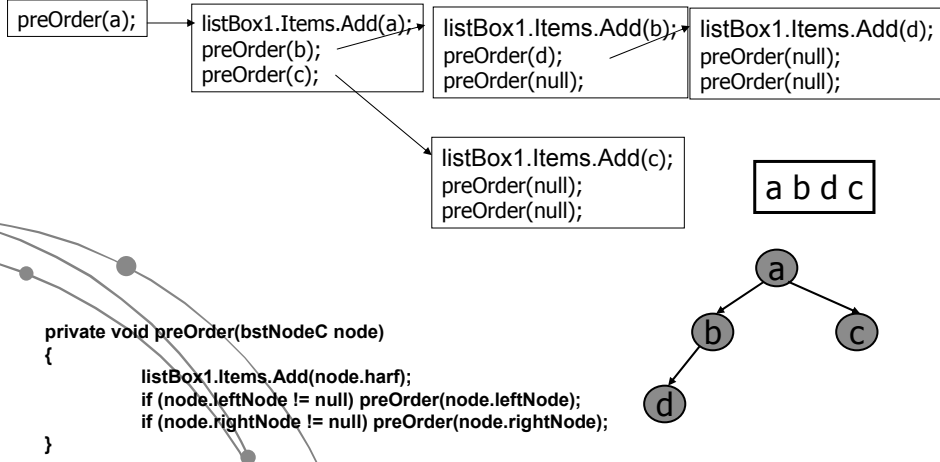 preOrder(a);
listBox1.Items.Add(a);
preOrder(b);
preOrder(c);
listBox1.Items.Add(b);
preOrder(d);
preOrder(null);
listBox1.Items.Add(d);
preOrder(null);
preOrder(null);
listBox1.Items.Add(c);
preOrder(null);
preOrder(null);
a b d c
a
b
c
d
private void preOrder(bstNodeC node)
{
listBox1.Items.Add(node.harf);
if (node.leftNode != null) preOrder(node.leftNode);
if (node.rightNode != null) preOrder(node.rightNode);
}